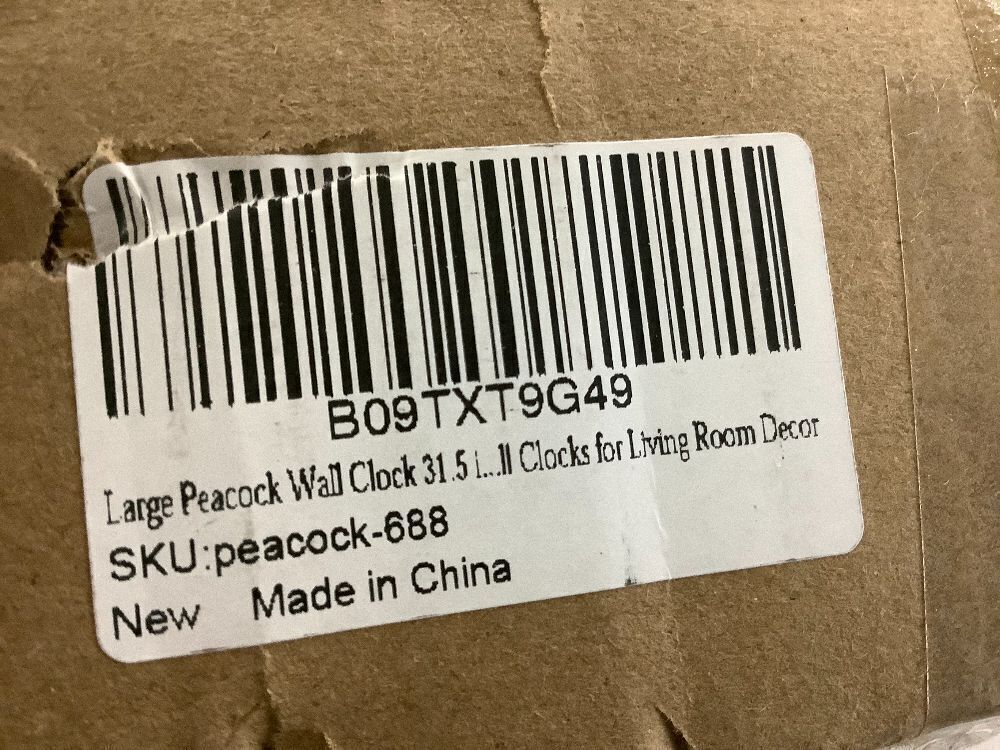 B09TXT9G49
Large Peacock Wall Clock 31.5 i...ll Clocks for Living Room Decor
SKU:peacock-688
New Made in China